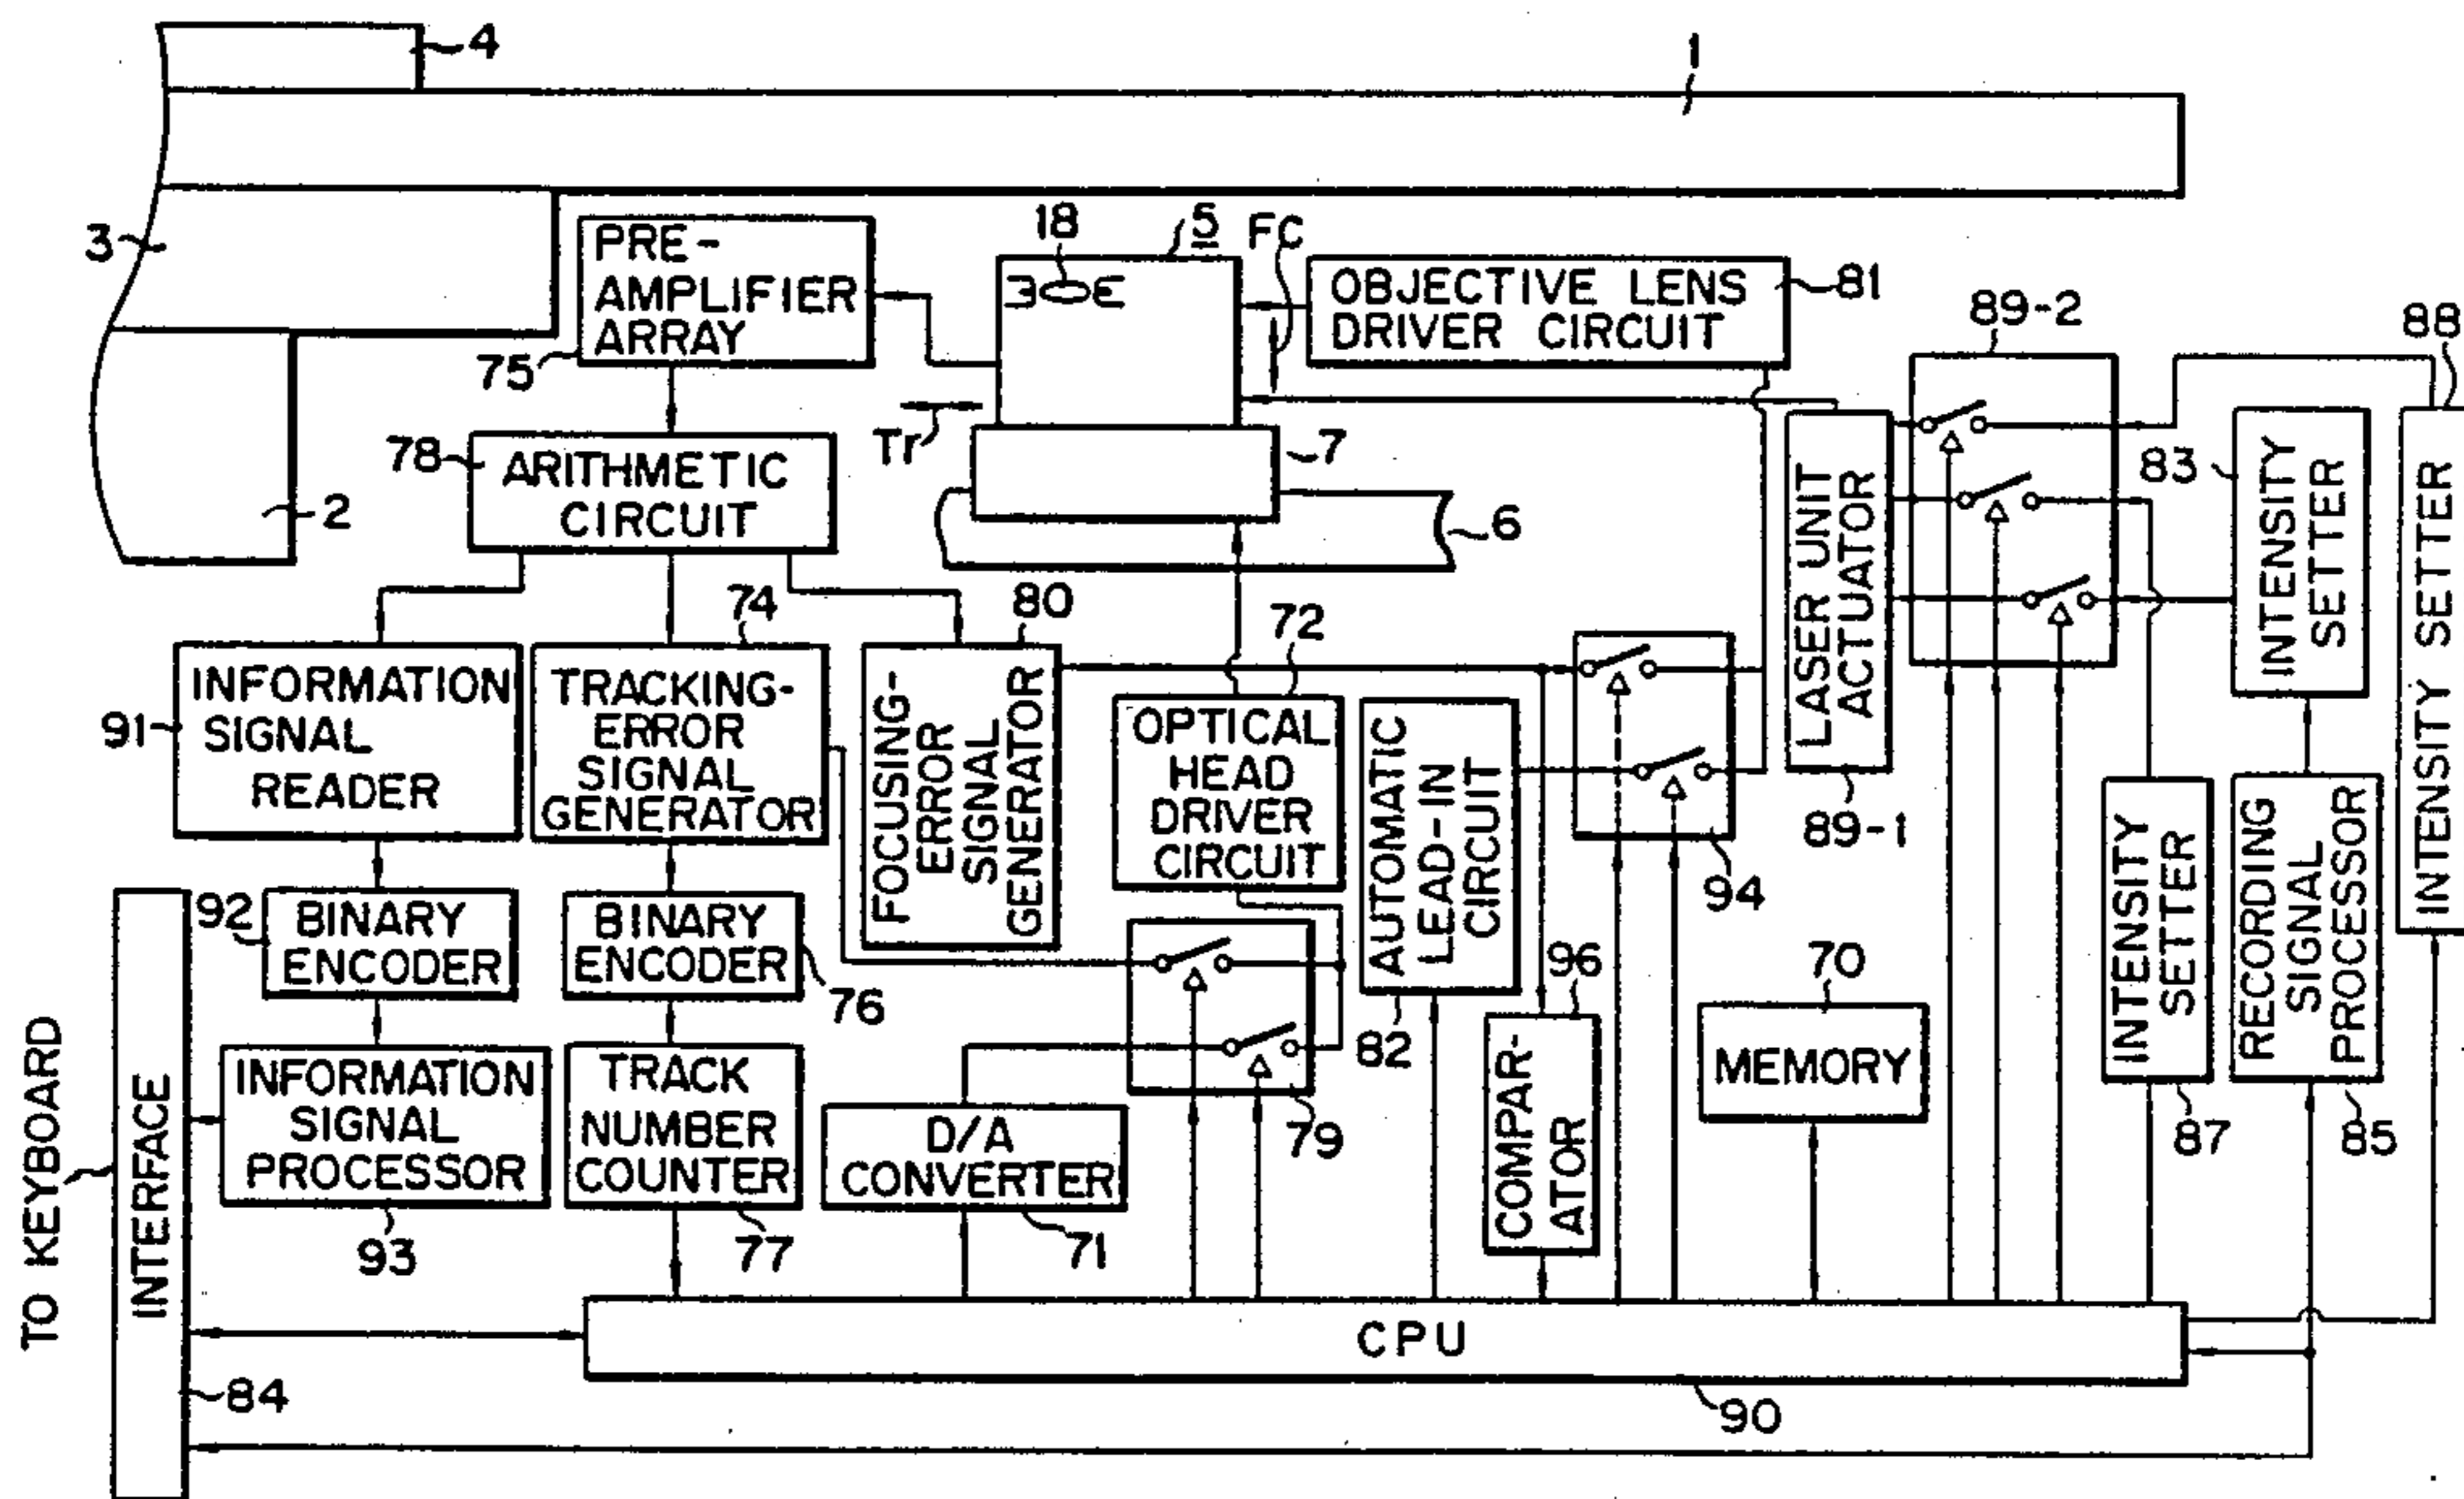 4
1
3
PRE-
AMPLIFIER
ARRAY
75
18
5
FC
OBJECTIVE LENS
DRIVER CIRCUIT
81
89-2
88
Tr
7
78
ARITHMETIC
CIRCUIT
2
6
LASER UNIT
ACTUATOR
89-1
83
INTENSITY
SETTER
INTENSITY SETTER
74
80
72
91
INFORMATION
SIGNAL
READER
TRACKING-
ERROR
SIGNAL
GENERATOR
FOCUSING-
ERROR
SIGNAL
GENERATOR
OPTICAL
HEAD
DRIVER
CIRCUIT
AUTOMATIC
LEAD-IN
CIRCUIT
82
94
92
BINARY
ENCODER
BINARY
ENCODER
76
96
70
INTENSITY
SETTER
87
RECORDING
SIGNAL
PROCESSOR
85
TO KEYBOARD
INTERFACE
84
INFORMATION
SIGNAL
PROCESSOR
93
TRACK
NUMBER
COUNTER
77
D/A
CONVERTER
71
79
COMPAR-
ATOR
MEMORY
CPU
90